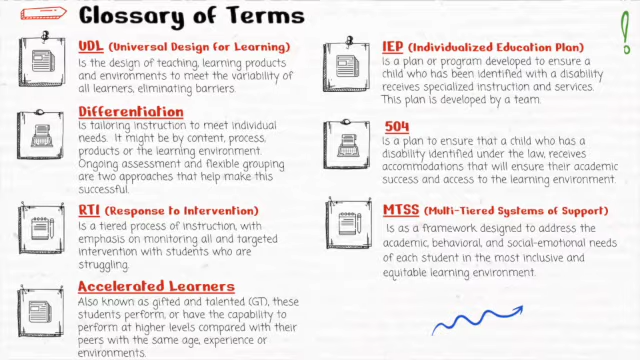 Glossary of Terms
UDL (Universal Design for Learning)
Is the design of teaching, learning products
and environments to meet the variability of
all learners, eliminating barriers.
Differentiation
Is tailoring instruction to meet individual
needs. It might be by content, process,
products or the learning environment.
Ongoing assessment and flexible grouping
are two approaches that help make this
successful.
RTI (Response to Intervention)
Is a tiered process of instruction, with
emphasis on monitoring all and targeted
intervention with students who are
struggling.
Accelerated Learners
Also known as gifted and talented (GT), these
students perform, or have the capability to
perform at higher levels compared with their
peers with the same age, experience or
environments.
IEP (Individualized Education Plan)
Is a plan or program developed to ensure a
child who has been identified with a disability
receives specialized instruction and services.
This plan is developed by a team.
504
Is a plan to ensure that a child who has a
disability identified under the law, receives
accommodations that will ensure their academic
success and access to the learning environment.
MTSS (Multi-Tiered Systems of Support)
Is as a framework designed to address the
academic, behavioral, and social-emotional needs
of each student in the most inclusive and
equitable learning environment.